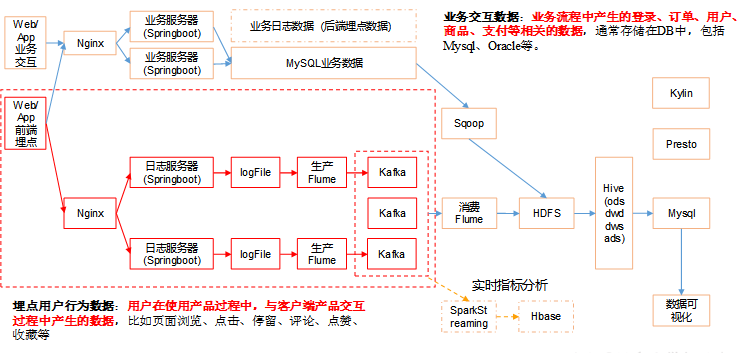 Web/
App
业务
交互
Nginx
业务服务器
(Springboot)
业务服务器
(Springboot)
业务日志数据（后端埋点数据）
MySQL业务数据
业务交互数据：业务流程中产生的登录、订单、用户、
商品、支付等相关的数据，通常存储在DB中，包括
Mysql、Oracle等。
Web/
App
前端
埋点
Sqoop
Kylin
Presto
Nginx
日志服务器
(Springboot)
logFile
生产
Flume
Kafka
Kafka
日志服务器
(Springboot)
logFile
生产
Flume
Kafka
消费
Flume
HDFS
Hive
(ods
dwd
dws
ads)
Mysql
数据可
视化
实时指标分析
SparkSt
reaming
Hbase
埋点用户行为数据：用户在使用产品过程中，与客户端产品交互
过程中产生的数据，比如页面浏览、点击、停留、评论、点赞、
收藏等